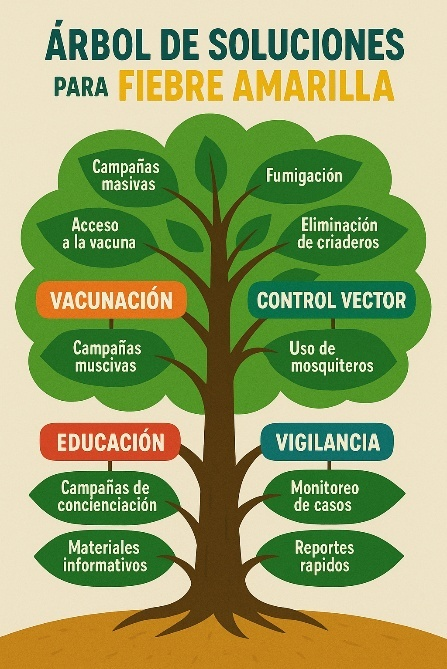 ÁRBOL DE SOLUCIONES
PARA FIEBRE AMARILLA
Campañas
masivas
Fumigación
Acceso
a la vacuna
Eliminación
de criaderos
VACUNACIÓN
CONTROL VECTOR
Campañas
muscivas
Uso de
mosquiteros
EDUCACIÓN
VIGILANCIA
Campañas de
concienciación
Monitoreo
de casos
Materiales
informativos
Reportes
rapidos